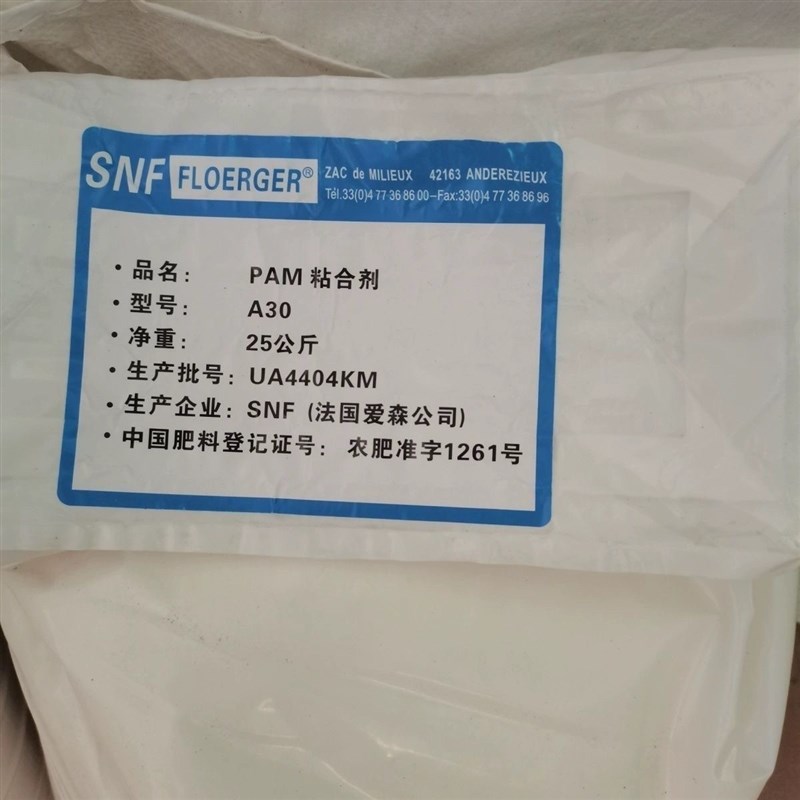 SNF FLOERGER® ZAC de MILIEUX 42163 ANDEREZIEUX
Tél.33(0)4 77 36 86 00–Fax:33(0)4 77 36 86 96
·品名: PAM 粘合剂
·型号: A30
·净重: 25公斤
·生产批号: UA4404KM
·生产企业: SNF (法国爱森公司)
·中国肥料登记证号: 农肥准字1261号